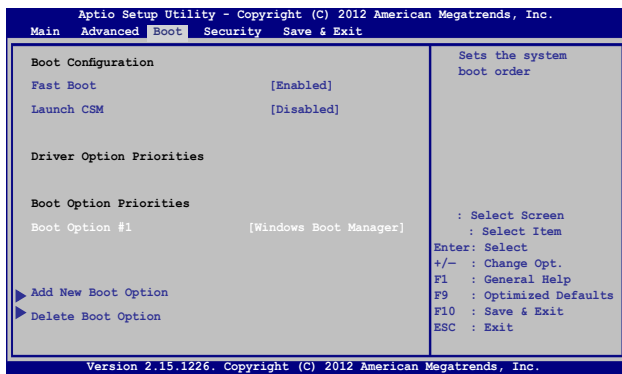 Aptio Setup Utility - Copyright (C) 2012 American Megatrends, Inc.
Main Advanced Boot Security Save & Exit
Boot Configuration
Fast Boot [Enabled]
Launch CSM [Disabled]
Driver Option Priorities
Boot Option Priorities
Boot Option #1 [Windows Boot Manager]
Add New Boot Option
Delete Boot Option
Sets the system
boot order
: Select Screen
: Select Item
Enter: Select
+/— : Change Opt.
F1 : General Help
F9 : Optimized Defaults
F10 : Save & Exit
ESC : Exit
Version 2.15.1226. Copyright (C) 2012 American Megatrends, Inc.